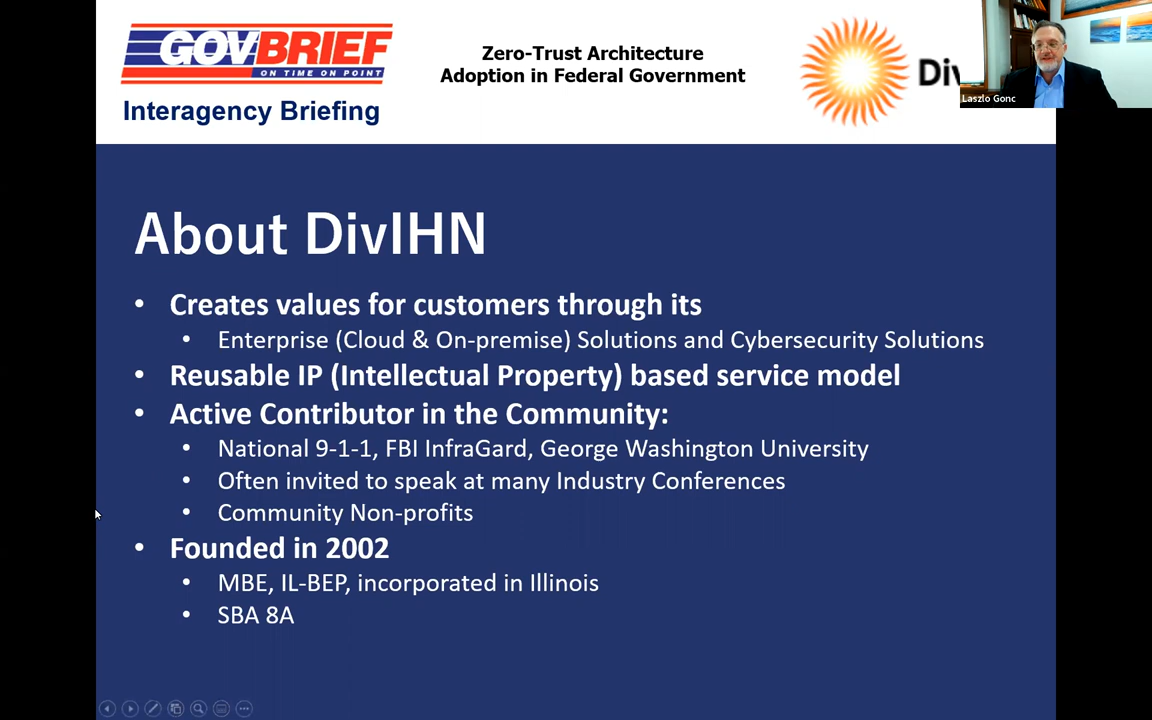 GOVBRIEF
ON TIME ON POINT
Interagency Briefing
Zero-Trust Architecture
Adoption in Federal Government
Div
Laszlo Gonc
About DivIHN
• Creates values for customers through its
• Enterprise (Cloud & On-premise) Solutions and Cybersecurity Solutions
• Reusable IP (Intellectual Property) based service model
• Active Contributor in the Community:
• National 9-1-1, FBI InfraGard, George Washington University
• Often invited to speak at many Industry Conferences
• Community Non-profits
• Founded in 2002
• MBE, IL-BEP, incorporated in Illinois
• SBA 8A